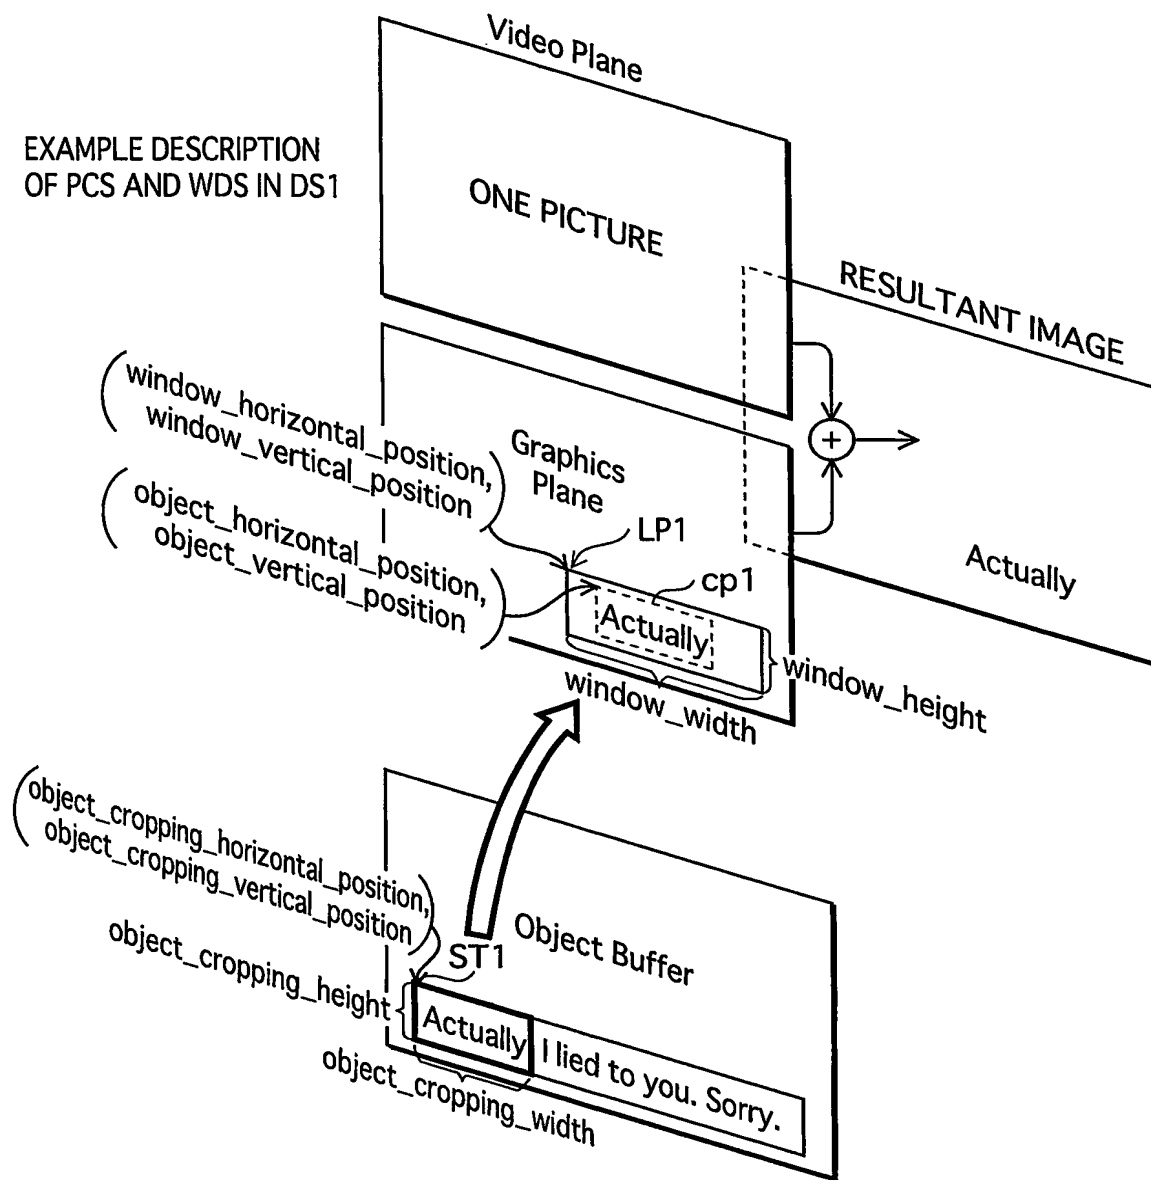 Video Plane
EXAMPLE DESCRIPTION
OF PCS AND WDS IN DS1
ONE PICTURE
RESULTANT IMAGE
window_horizontal_position,
window_vertical_position
Graphics
Plane
+
object_horizontal_position,
object_vertical_position
LP1
cp1
Actually
Actually
window_height
window_width
object_cropping_horizontal_position,
object_cropping_vertical_position
Object Buffer
ST1
object_cropping_height
Actually
I lied to you. Sorry.
object_cropping_width